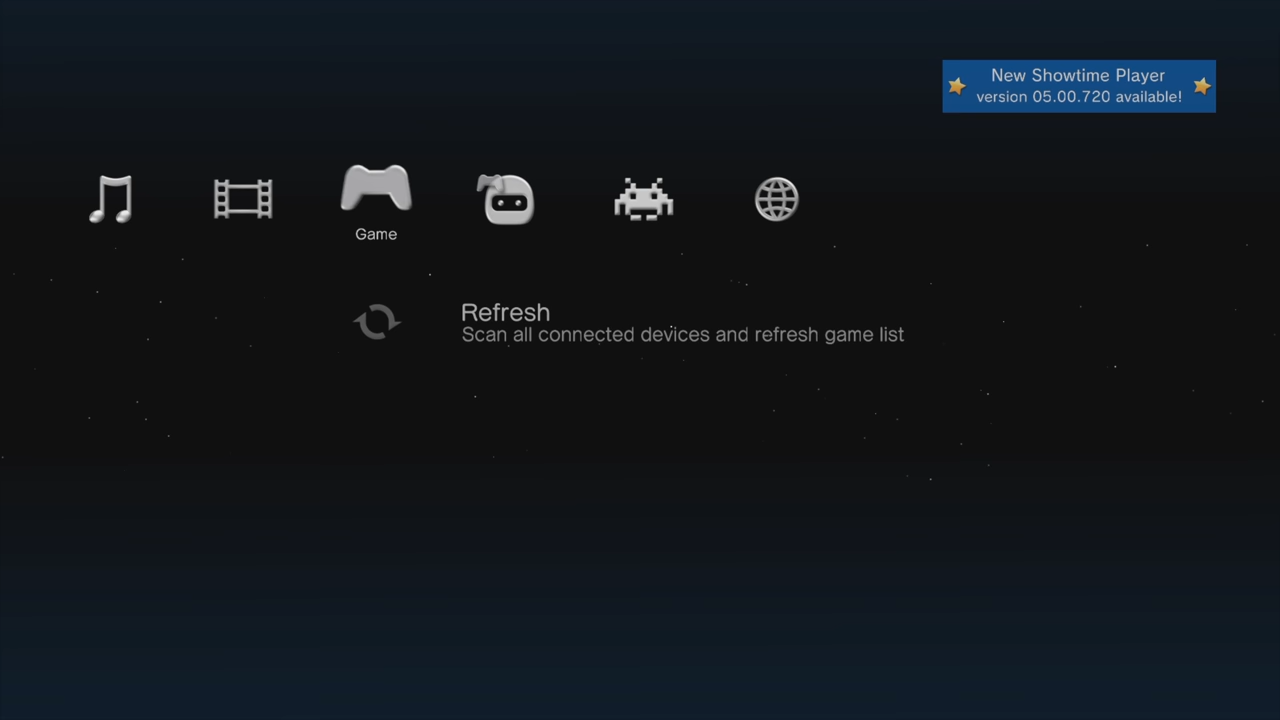 New Showtime Player
version 05.00.720 available!
Game
Refresh
Scan all connected devices and refresh game list